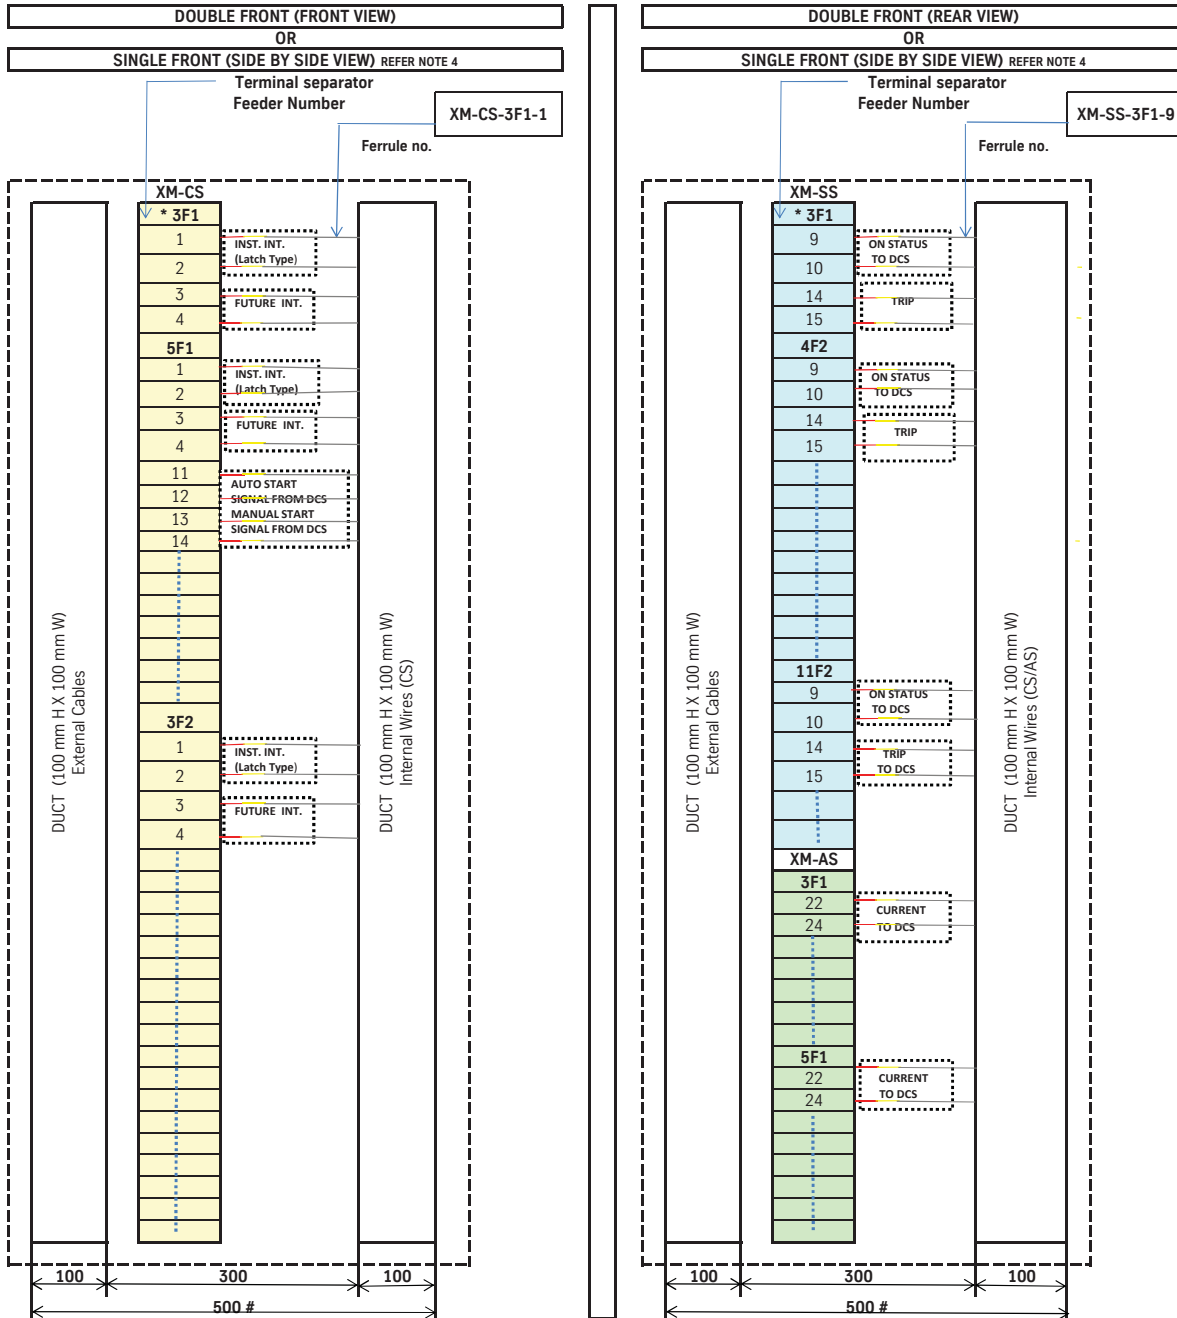 DOUBLE FRONT (FRONT VIEW)
OR
SINGLE FRONT (SIDE BY SIDE VIEW) REFER NOTE 4
Terminal separator
Feeder Number
XM-CS-3F1-1
Ferrule no.
XM-CS
* 3F1
1
INST. INT.
(Latch Type)
2
3
FUTURE INT.
4
5F1
1
INST. INT.
(Latch Type)
2
3
FUTURE INT.
4
11
AUTO START
12
SIGNAL FROM DCS
13
MANUAL START
SIGNAL FROM DCS
14
3F2
1
INST. INT.
(Latch Type)
2
3
FUTURE INT.
4
DUCT (100 mm H X 100 mm W)
External Cables
DUCT (100 mm H X 100 mm W)
Internal Wires (CS)
100
300
100
500 #
DOUBLE FRONT (REAR VIEW)
OR
SINGLE FRONT (SIDE BY SIDE VIEW) REFER NOTE 4
Terminal separator
Feeder Number
XM-SS-3F1-9
Ferrule no.
XM-SS
* 3F1
9
ON STATUS
TO DCS
10
14
TRIP
15
4F2
9
ON STATUS
TO DCS
10
14
TRIP
15
11F2
9
ON STATUS
TO DCS
10
14
TRIP
TO DCS
15
XM-AS
3F1
22
CURRENT
TO DCS
24
5F1
22
CURRENT
TO DCS
24
DUCT (100 mm H X 100 mm W)
External Cables
DUCT (100 mm H X 100 mm W)
Internal Wires (CS/AS)
100
300
100
500 #